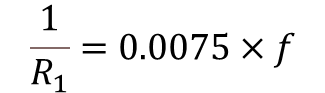 1/R₁ = 0.0075 × f